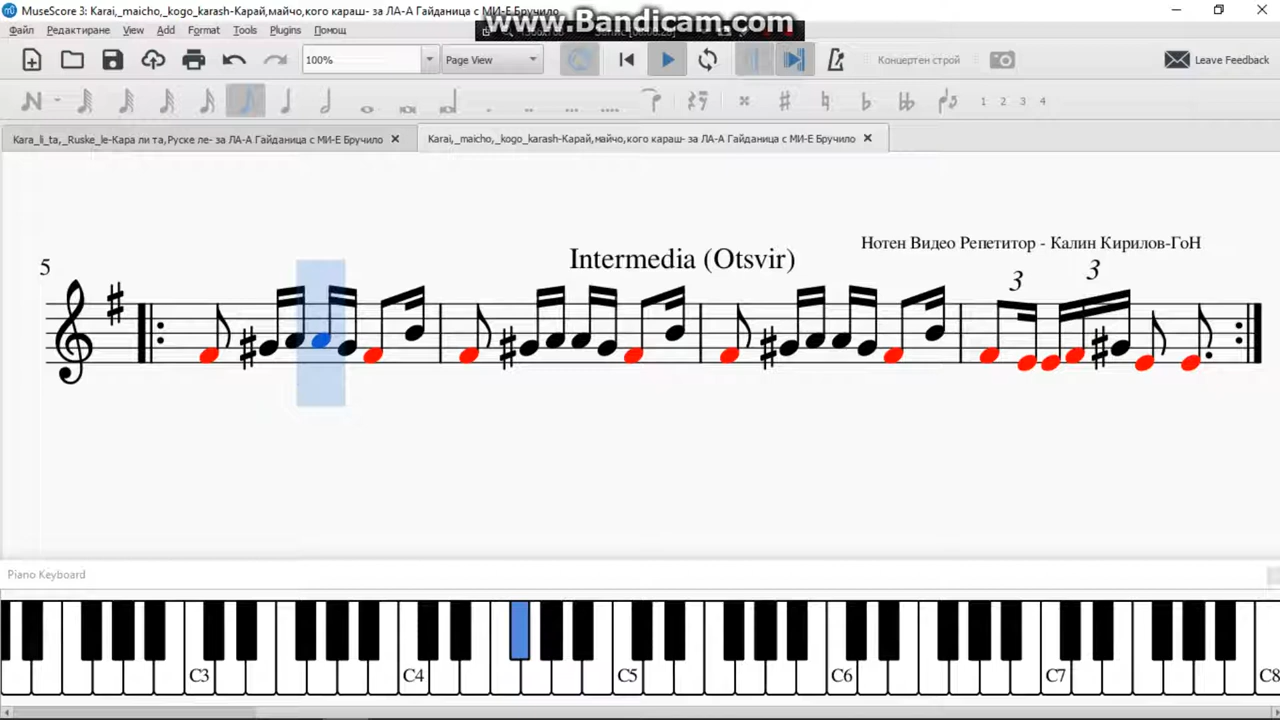 MuseScore 3: Karai,_maicho,_kogo_karash-Карай,майчо,кого караш- за ЛА-А Гайданица с МИ-Е Бручило
www.Bandicam.com
Файл Редактиране View Add Format Tools Plugins Помощ
100% Page View Концертен строй Leave Feedback
1 2 3 4
Kara_li_ta,_Ruske_le-Кара ли та,Руске ле- за ЛА-А Гайданица с МИ-Е Бручило Karai,_maicho,_kogo_karash-Карай,майчо,кого караш- за ЛА-А Гайданица с МИ-Е Бручило
Нотен Видео Репетитор - Калин Кирилов-ГоН
Intermedia (Otsvir)
5
3 3
Piano Keyboard
C3 C4 C5 C6 C7 C8